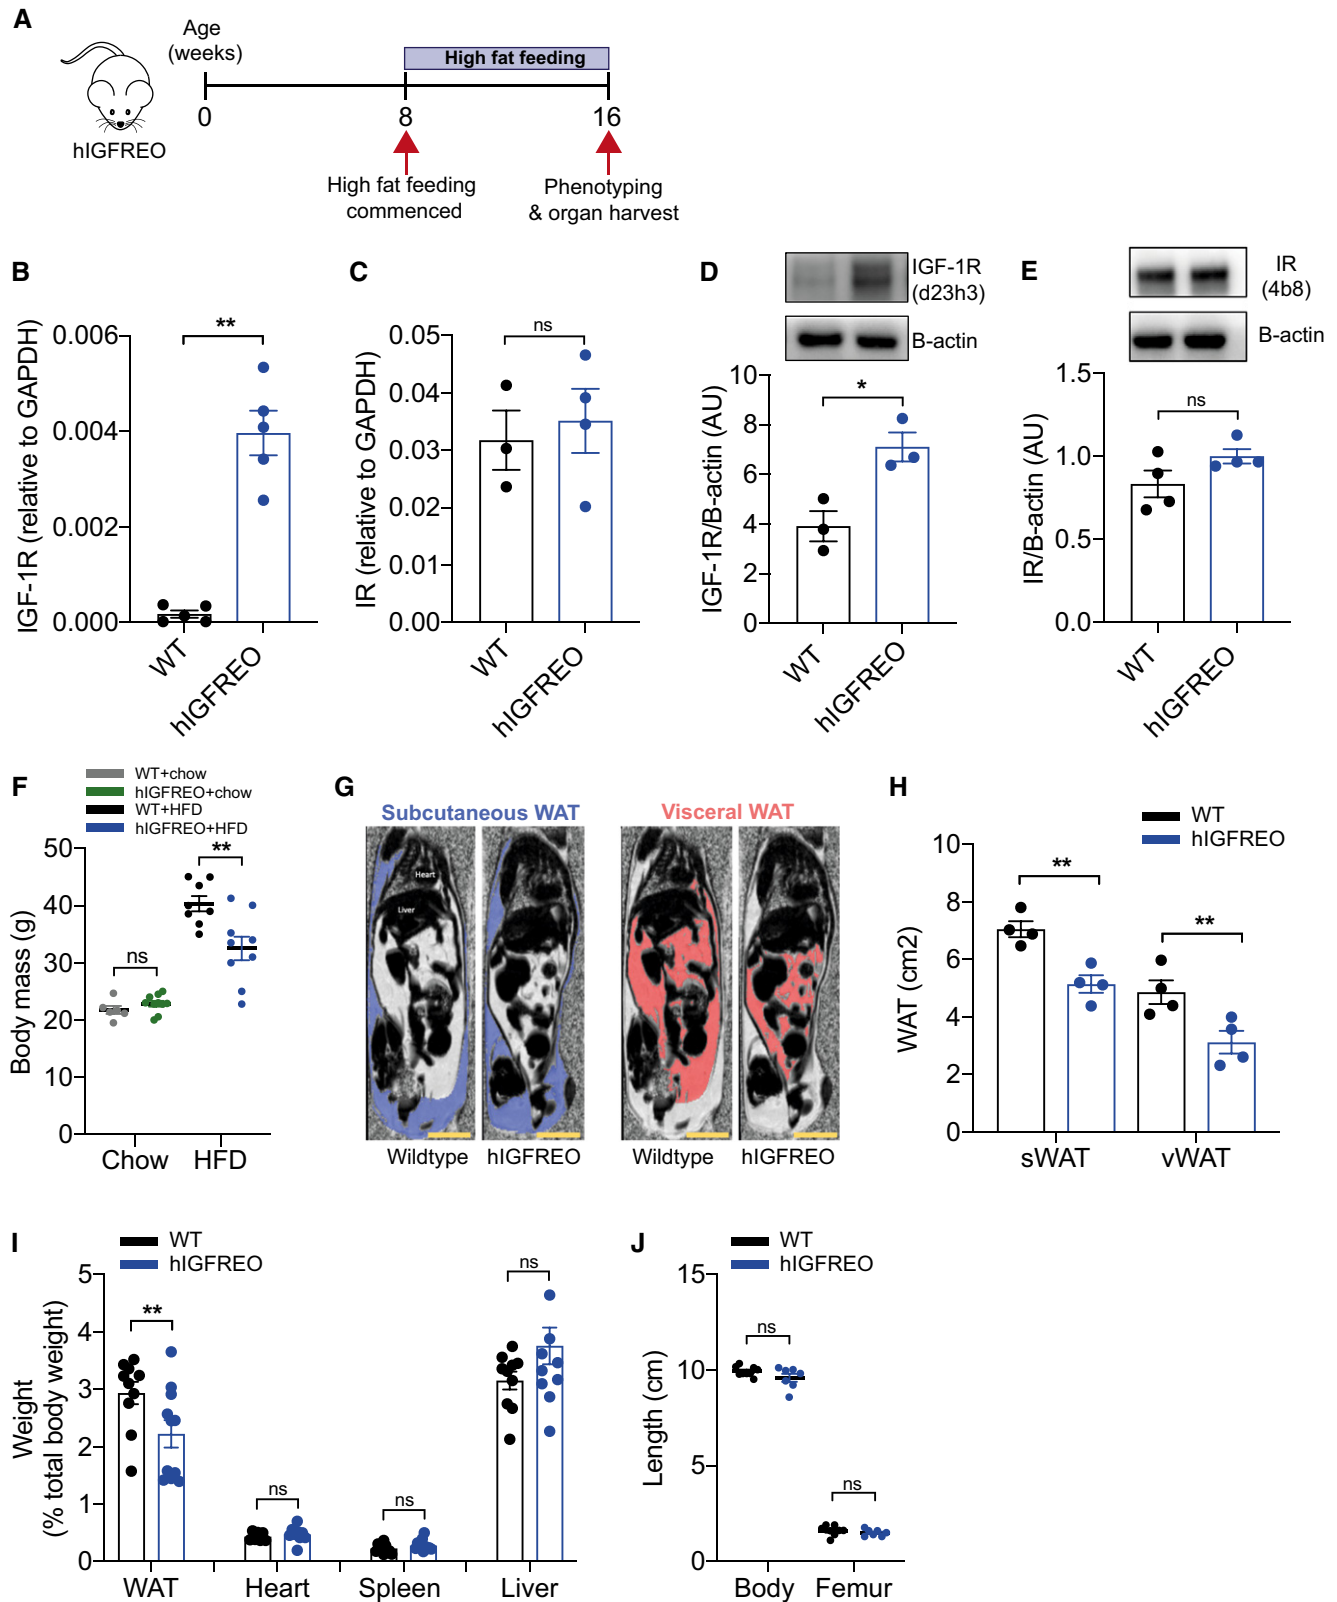 A
Age
(weeks)
High fat feeding
0
8
16
hIGFREO
High fat feeding
commenced
Phenotyping
& organ harvest
B
IGF-1R (relative to GAPDH)
0.006
0.004
0.002
0.000
**
WT
hIGFREO
C
IR (relative to GAPDH)
0.05
0.04
0.03
0.02
0.01
0.00
ns
WT
hIGFREO
D
IGF-1R
(d23h3)
B-actin
IGF-1R/B-actin (AU)
10
8
6
4
2
0
*
WT
hIGFREO
E
IR
(4b8)
B-actin
IR/B-actin (AU)
1.5
1.0
0.5
0.0
ns
WT
hIGFREO
F
WT+chow
hIGFREO+chow
WT+HFD
hIGFREO+HFD
Body mass (g)
50
40
30
20
10
0
ns
**
Chow
HFD
G
Subcutaneous WAT
Visceral WAT
Heart
Liver
Wildtype
hIGFREO
Wildtype
hIGFREO
H
WT
hIGFREO
WAT (cm2)
10
8
6
4
2
0
**
**
sWAT
vWAT
I
WT
hIGFREO
Weight
(% total body weight)
5
4
3
2
1
0
**
ns
ns
ns
WAT
Heart
Spleen
Liver
J
WT
hIGFREO
Length (cm)
15
10
5
0
ns
ns
Body
Femur